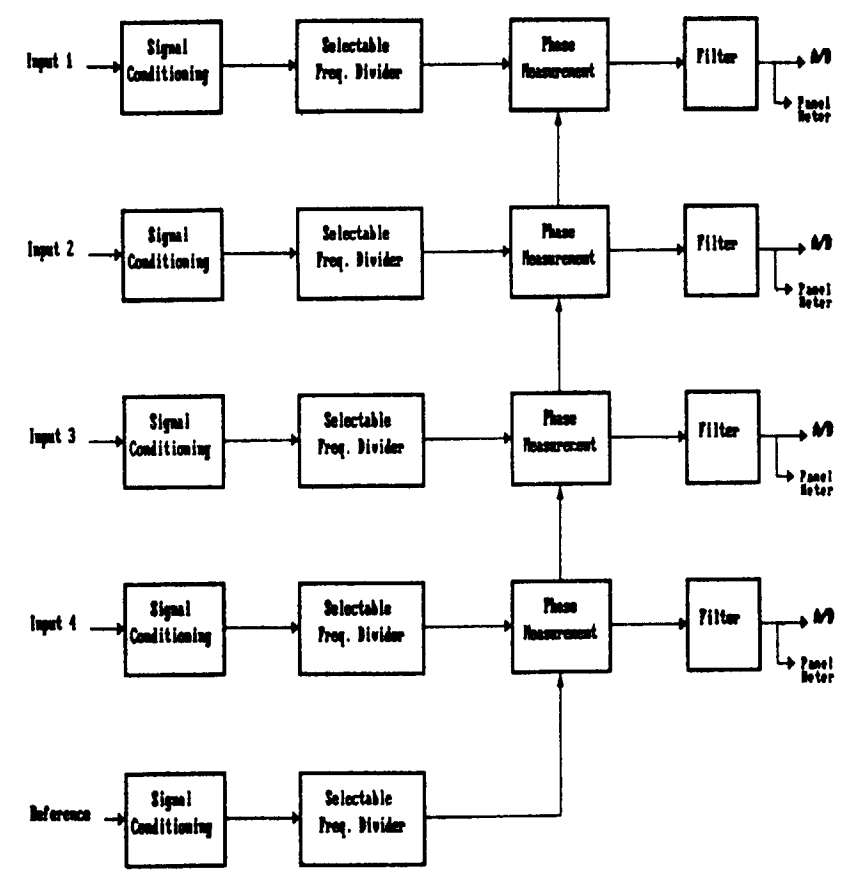 Input 1
Signal
Conditioning
Selectable
Freq. Divider
Phase
Measurement
Filter
A/D
Panel
Meter
Input 2
Signal
Conditioning
Selectable
Freq. Divider
Phase
Measurement
Filter
A/D
Panel
Meter
Input 3
Signal
Conditioning
Selectable
Freq. Divider
Phase
Measurement
Filter
A/D
Panel
Meter
Input 4
Signal
Conditioning
Selectable
Freq. Divider
Phase
Measurement
Filter
A/D
Panel
Meter
Reference
Signal
Conditioning
Selectable
Freq. Divider